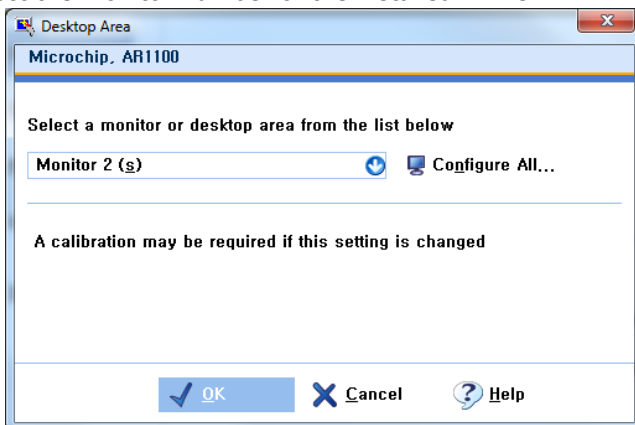 Desktop Area
Microchip, AR1100
Select a monitor or desktop area from the list below
Monitor 2 (s)
Configure All...
A calibration may be required if this setting is changed
OK
Cancel
Help